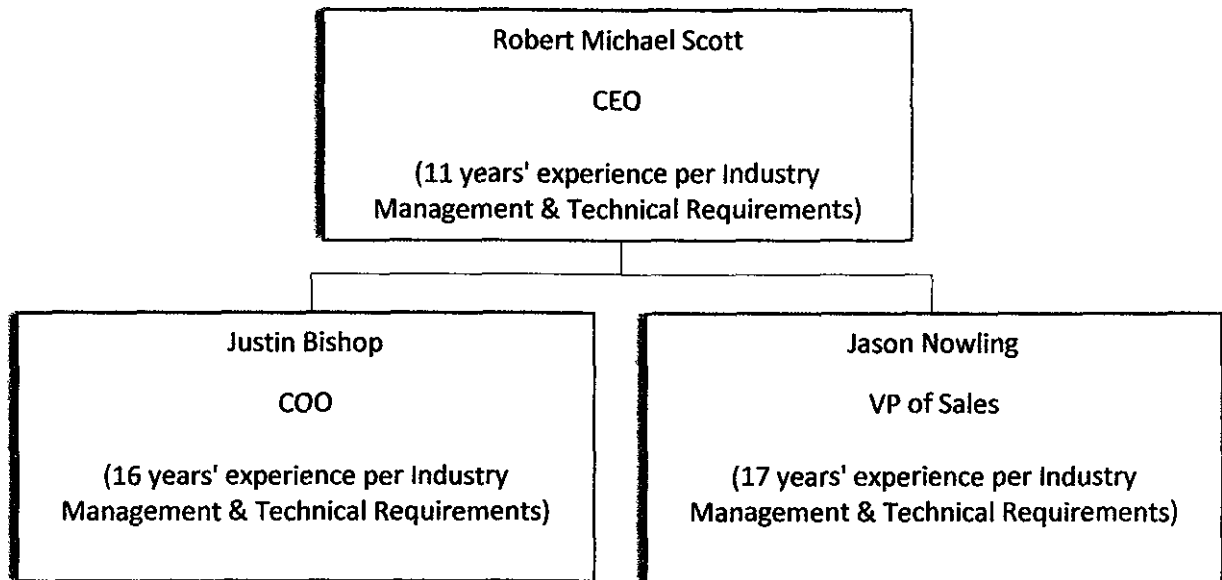 Robert Michael Scott
CEO
(11 years' experience per Industry
Management & Technical Requirements)
Justin Bishop
COO
(16 years' experience per Industry
Management & Technical Requirements)
Jason Nowling
VP of Sales
(17 years' experience per Industry
Management & Technical Requirements)